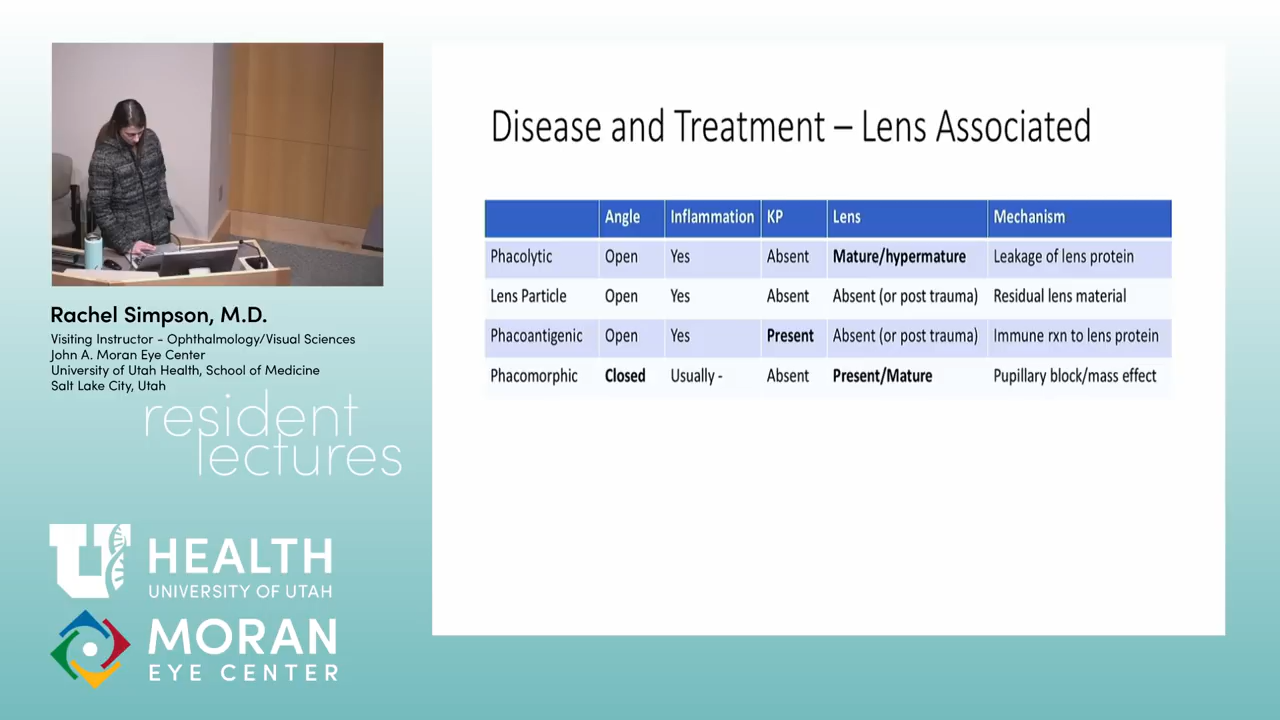 Disease and Treatment – Lens Associated
Angle Inflammation KP Lens Mechanism
Phacolytic Open Yes Absent Mature/hypermature Leakage of lens protein
Lens Particle Open Yes Absent Absent (or post trauma) Residual lens material
Phacoantigenic Open Yes Present Absent (or post trauma) Immune rxn to lens protein
Phacomorphic Closed Usually - Absent Present/Mature Pupillary block/mass effect
Rachel Simpson, M.D.
Visiting Instructor - Ophthalmology/Visual Sciences
John A. Moran Eye Center
University of Utah Health, School of Medicine
Salt Lake City, Utah
resident
lectures
U HEALTH
UNIVERSITY OF UTAH
MORAN
EYE CENTER